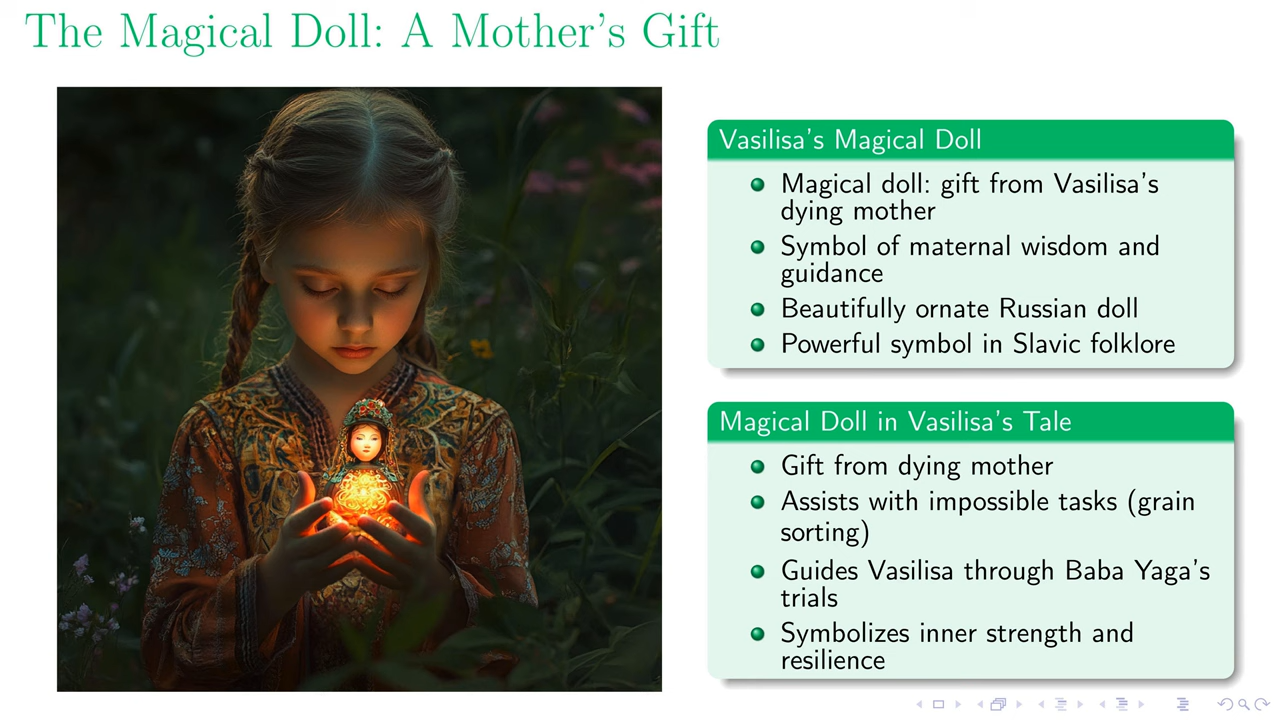 The Magical Doll: A Mother's Gift
Vasilisa's Magical Doll
Magical doll: gift from Vasilisa's
dying mother
Symbol of maternal wisdom and
guidance
Beautifully ornate Russian doll
Powerful symbol in Slavic folklore
Magical Doll in Vasilisa's Tale
Gift from dying mother
Assists with impossible tasks (grain
sorting)
Guides Vasilisa through Baba Yaga's
trials
Symbolizes inner strength and
resilience